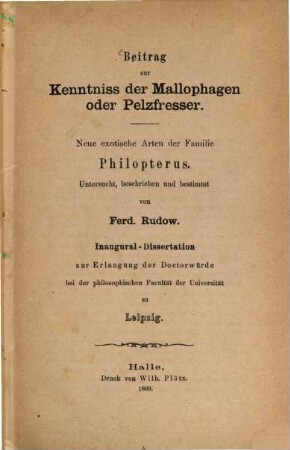 Beitrag
zur
Kenntniss der Mallophagen
oder Pelzfresser.
Neue exotische Arten der Familie
Philopterus.
Untersucht, beschrieben und bestimmt
von
Ferd. Rudow.
Inaugural-Dissertation
zur Erlangung der Doctorwürde
bei der philosophischen Facultät der Universität
zu
Leipzig.
Halle,
Druck von Wilh. Plötz.